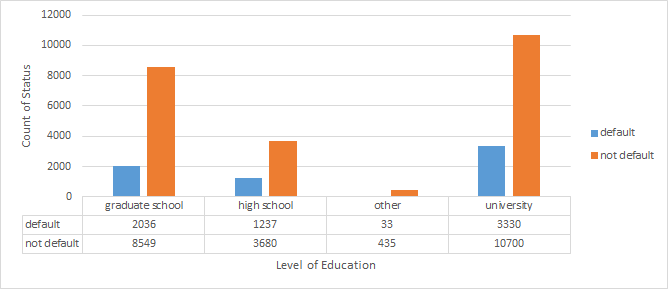 12000
10000
8000
6000
4000
2000
0
Count of Status
default
not default
graduate school high school other university
default 2036 1237 33 3330
not default 8549 3680 435 10700
Level of Education